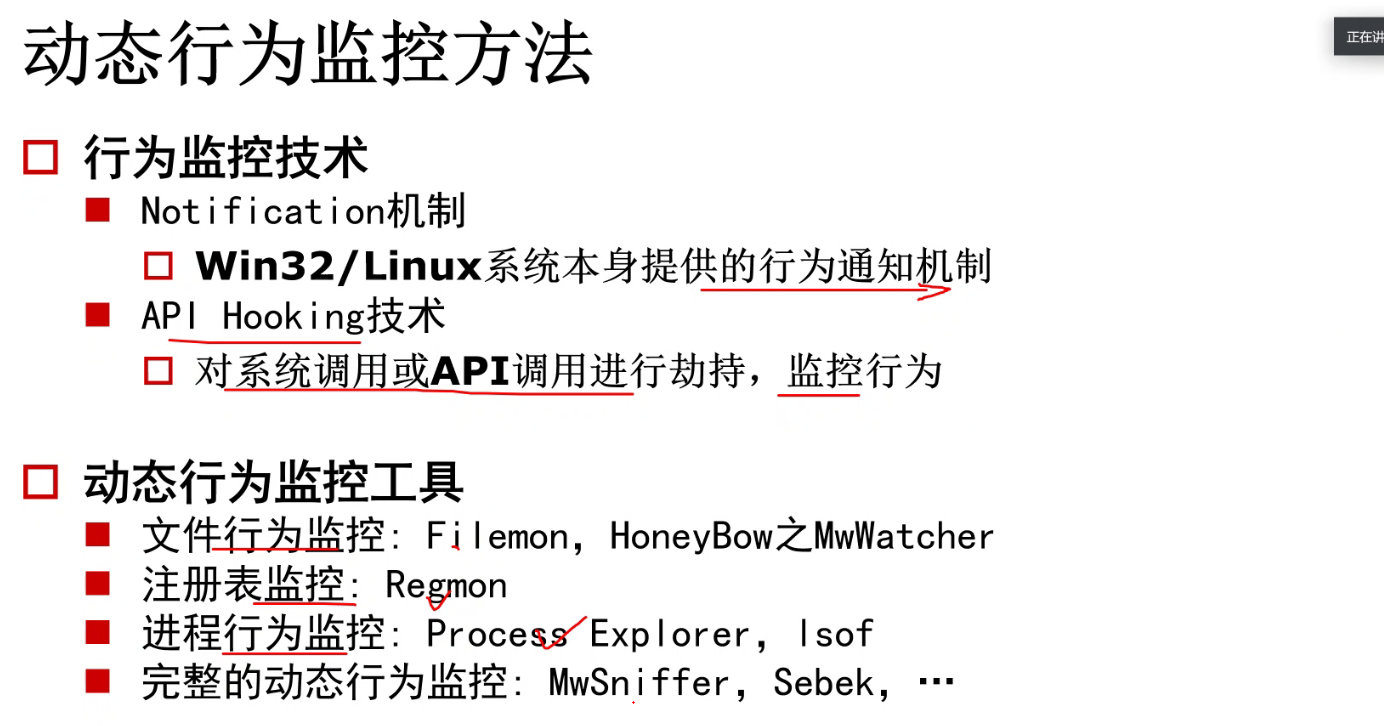 动态行为监控方法
正在讲
行为监控技术
Notification机制
Win32/Linux系统本身提供的行为通知机制
API Hooking技术
对系统调用或API调用进行劫持，监控行为
动态行为监控工具
文件行为监控: Filemon, HoneyBow之MwWatcher
注册表监控: Regmon
进程行为监控: Process Explorer, lsof
完整的动态行为监控: MwSniffer, Sebek, …